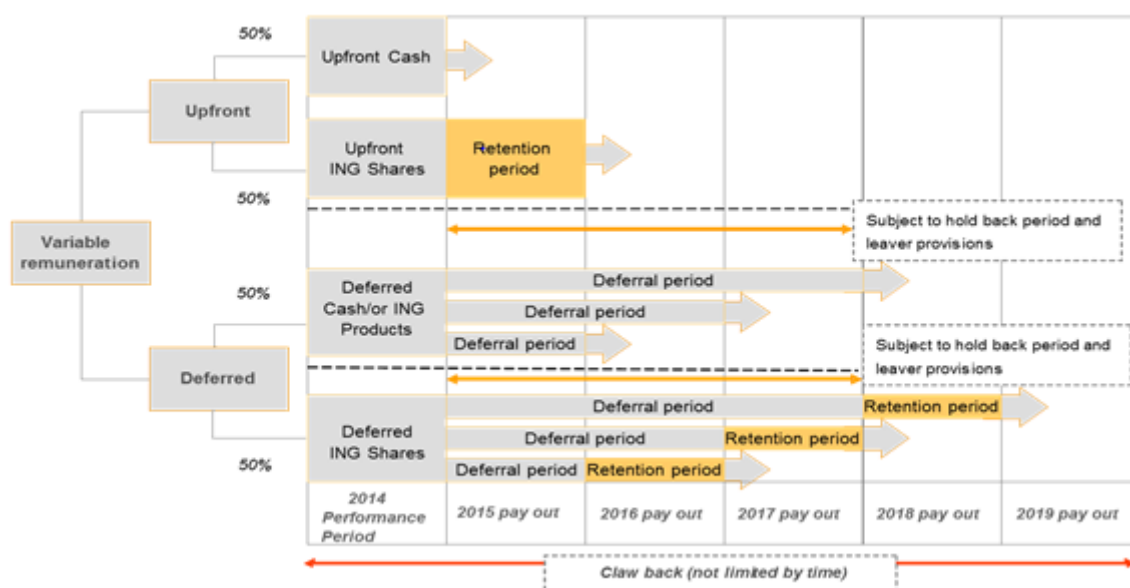 50%
Upfront Cash
Upfront
Upfront
ING Shares
Retention
period
50%
Subject to hold back period and
leaver provisions
Variable
remuneration
50%
Deferred
Cash/or ING
Products
Deferral period
Deferral period
Deferral period
Subject to hold back period and
leaver provisions
Deferred
Deferred
ING Shares
Deferral period
Retention period
Deferral period
Retention period
Deferral period
Retention period
50%
2014
Performance
Period
2015 pay out
2016 pay out
2017 pay out
2018 pay out
2019 pay out
Claw back (not limited by time)